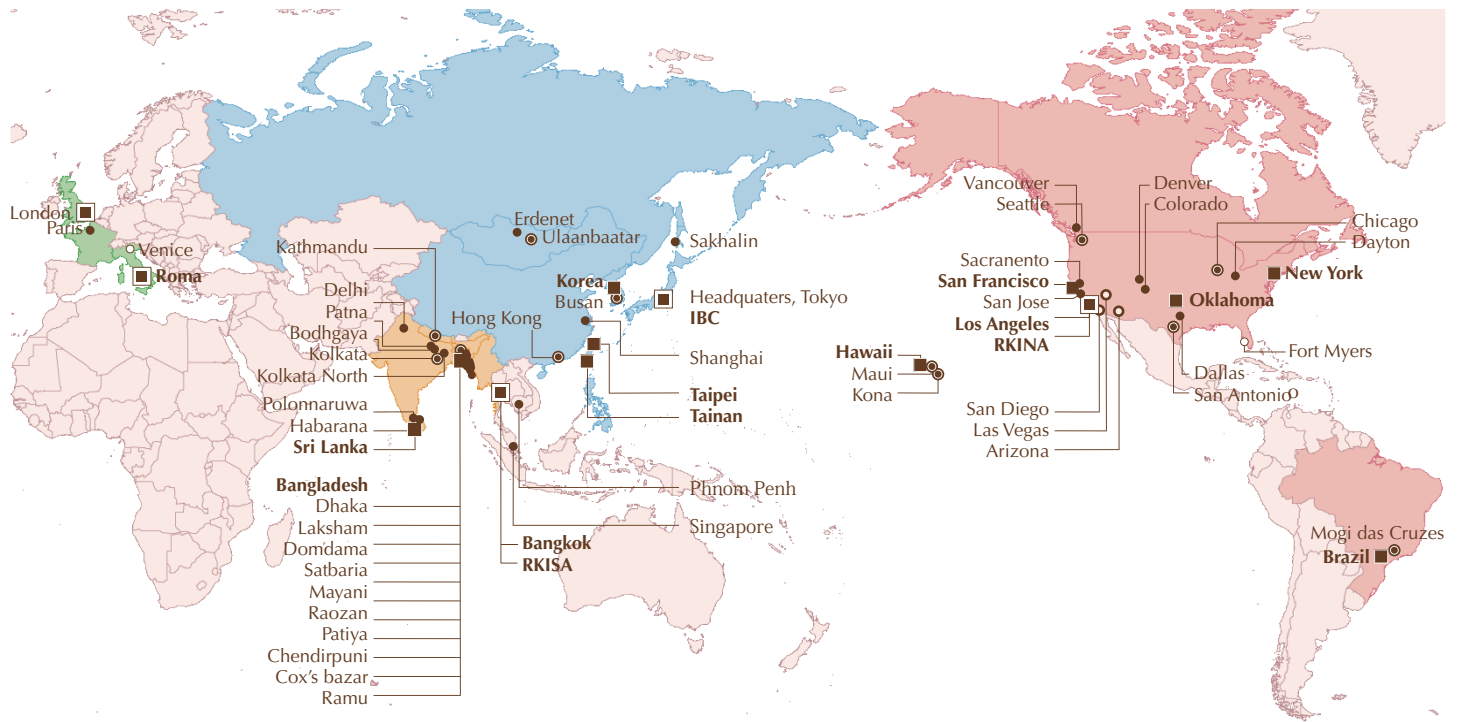 London
Paris
Venice
Roma
Kathmandu
Delhi
Patna
Bodhgaya
Kolkata
Kolkata North
Polonnaruwa
Habarana
Sri Lanka
Bangladesh
Dhaka
Laksham
Domdama
Satbaria
Mayani
Raozan
Patiya
Chendirpuni
Cox's bazar
Ramu
Erdenet
Ulaanbaatar
Sakhalin
Korea
Busan
Headquaters, Tokyo
IBC
Hong Kong
Shanghai
Taipei
Tainan
Phnom Penh
Singapore
Bangkok
RKISA
Hawaii
Maui
Kona
Vancouver
Seattle
Denver
Colorado
Chicago
Dayton
Sacranento
San Francisco
San Jose
Los Angeles
RKINA
New York
Oklahoma
Fort Myers
Dallas
San Antonio
San Diego
Las Vegas
Arizona
Mogi das Cruzes
Brazil